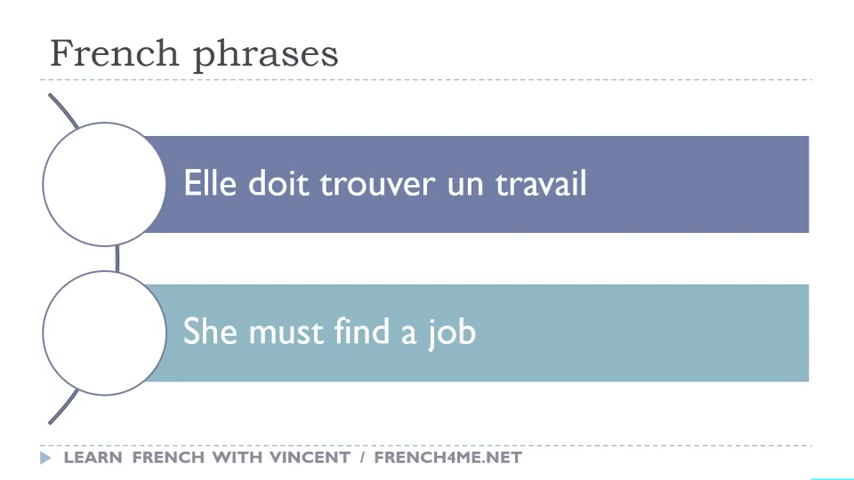 French phrases
Elle doit trouver un travail
She must find a job
LEARN FRENCH WITH VINCENT / FRENCH4ME.NET